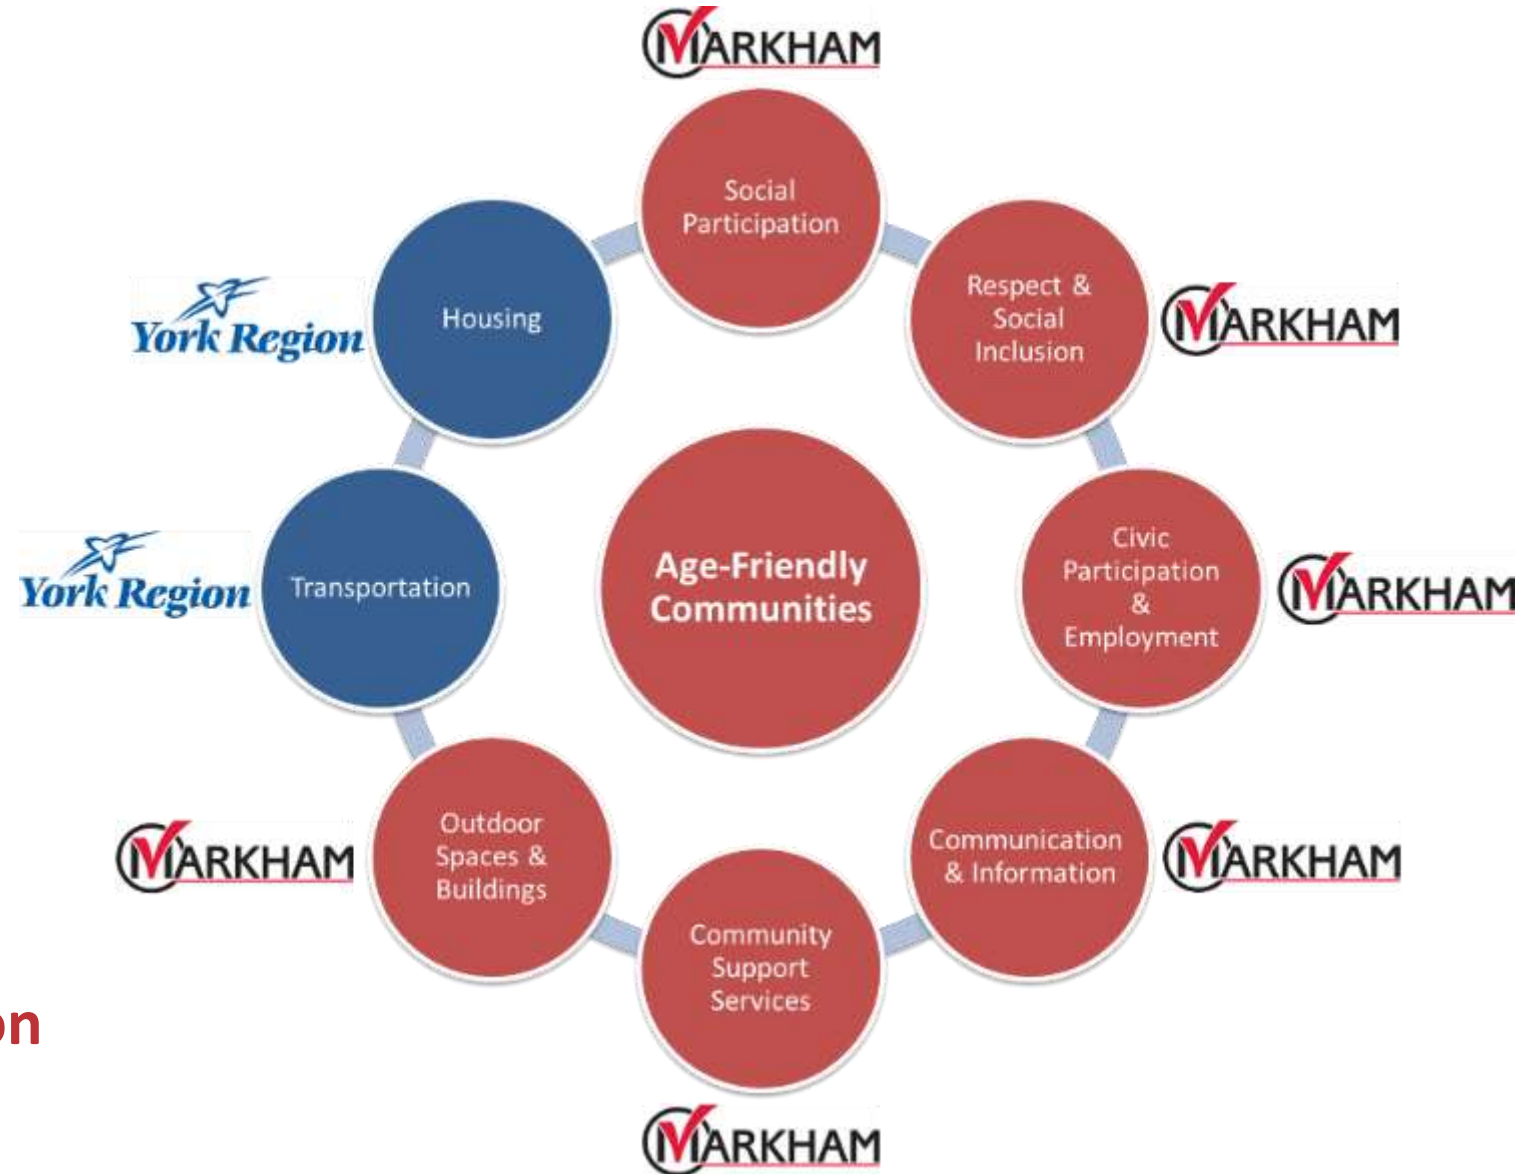 MARKHAM
Social
Participation
Respect &
Social
Inclusion
MARKHAM
Civic
Participation
&
Employment
MARKHAM
Communication
& Information
MARKHAM
Community
Support
Services
MARKHAM
Outdoor
Spaces &
Buildings
MARKHAM
Transportation
York Region
Housing
York Region
Age-Friendly
Communities
on